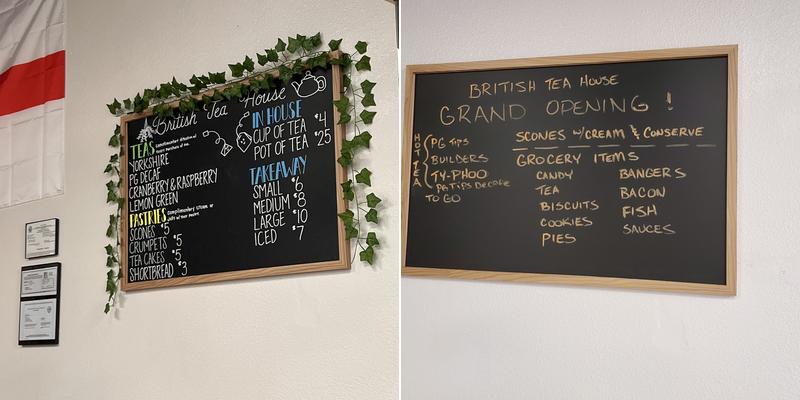 British Tea House
TEAS
YORKSHIRE
PG DECAF
CRANBERRY & RASPBERRY
LEMON GREEN
PASTRIES
SCONES $5
CRUMPETS $5
TEA CAKES $5
SHORTBREAD $3
IN HOUSE
CUP OF TEA $4
POT OF TEA $25
TAKEAWAY
SMALL $6
MEDIUM $8
LARGE $10
ICED $7
BRITISH TEA HOUSE
GRAND OPENING!
HOT TEA
PG TIPS
BUILDERS
TY-PHOO
PG TIPS DECAF
TO GO
SCONES W/CREAM & CONSERVE
GROCERY ITEMS
CANDY
TEA
BISCUITS
COOKIES
PIES
BANGERS
BACON
FISH
SAUCES